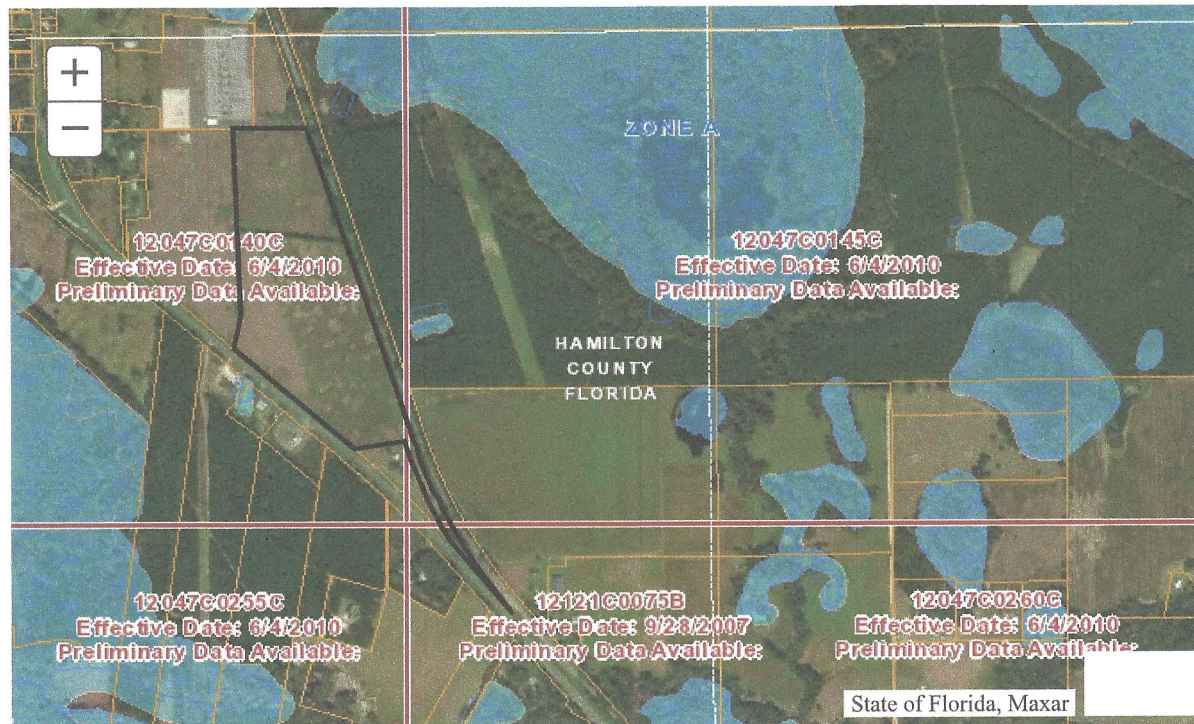 +
−
ZONE A
12047C0140C
Effective Date: 6/4/2010
Preliminary Data Available:
12047C0145C
Effective Date: 6/4/2010
Preliminary Data Available:
HAMILTON
COUNTY
FLORIDA
12047C0255C
Effective Date: 6/4/2010
Preliminary Data Available:
12121C0075B
Effective Date: 9/28/2007
Preliminary Data Available:
12047C0260C
Effective Date: 6/4/2010
Preliminary Data Available:
State of Florida, Maxar